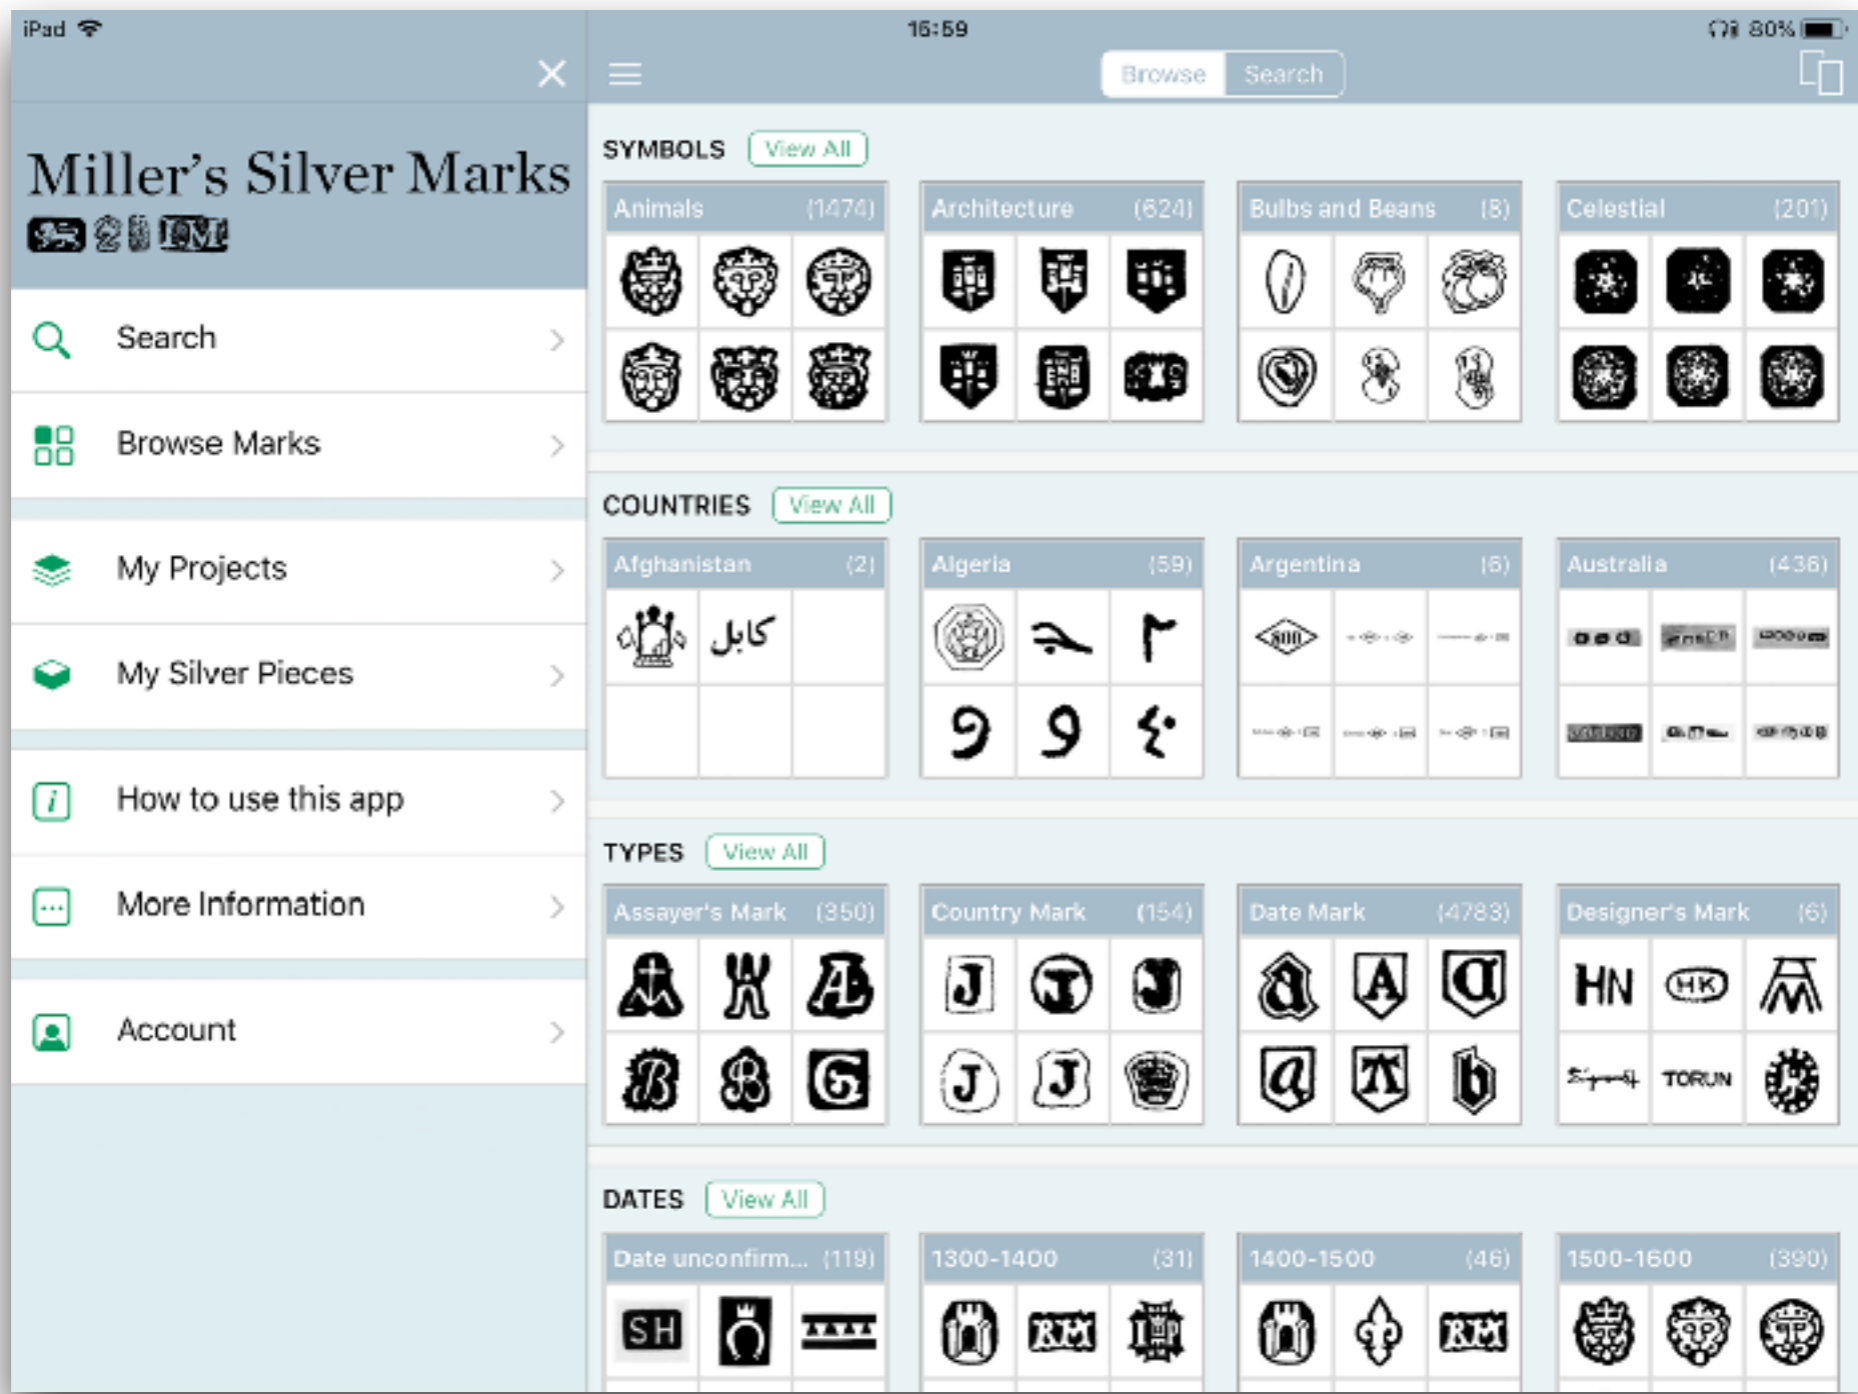 iPad
15:59
80%
Browse
Search
Miller's Silver Marks
Search
Browse Marks
My Projects
My Silver Pieces
How to use this app
More Information
Account
SYMBOLS View All
Animals (1474)
Architecture (624)
Bulbs and Beans (8)
Celestial (201)
COUNTRIES View All
Afghanistan (2)
كابل
Algeria (59)
Argentina (6)
800
Australia (436)
TYPES View All
Assayer's Mark (350)
Country Mark (154)
J J J
J J
Date Mark (4783)
a A a
a A b
Designer's Mark (6)
HN HK
TORUN
DATES View All
Date unconfirm... (119)
SH
1300-1400 (31)
1400-1500 (46)
1500-1600 (390)